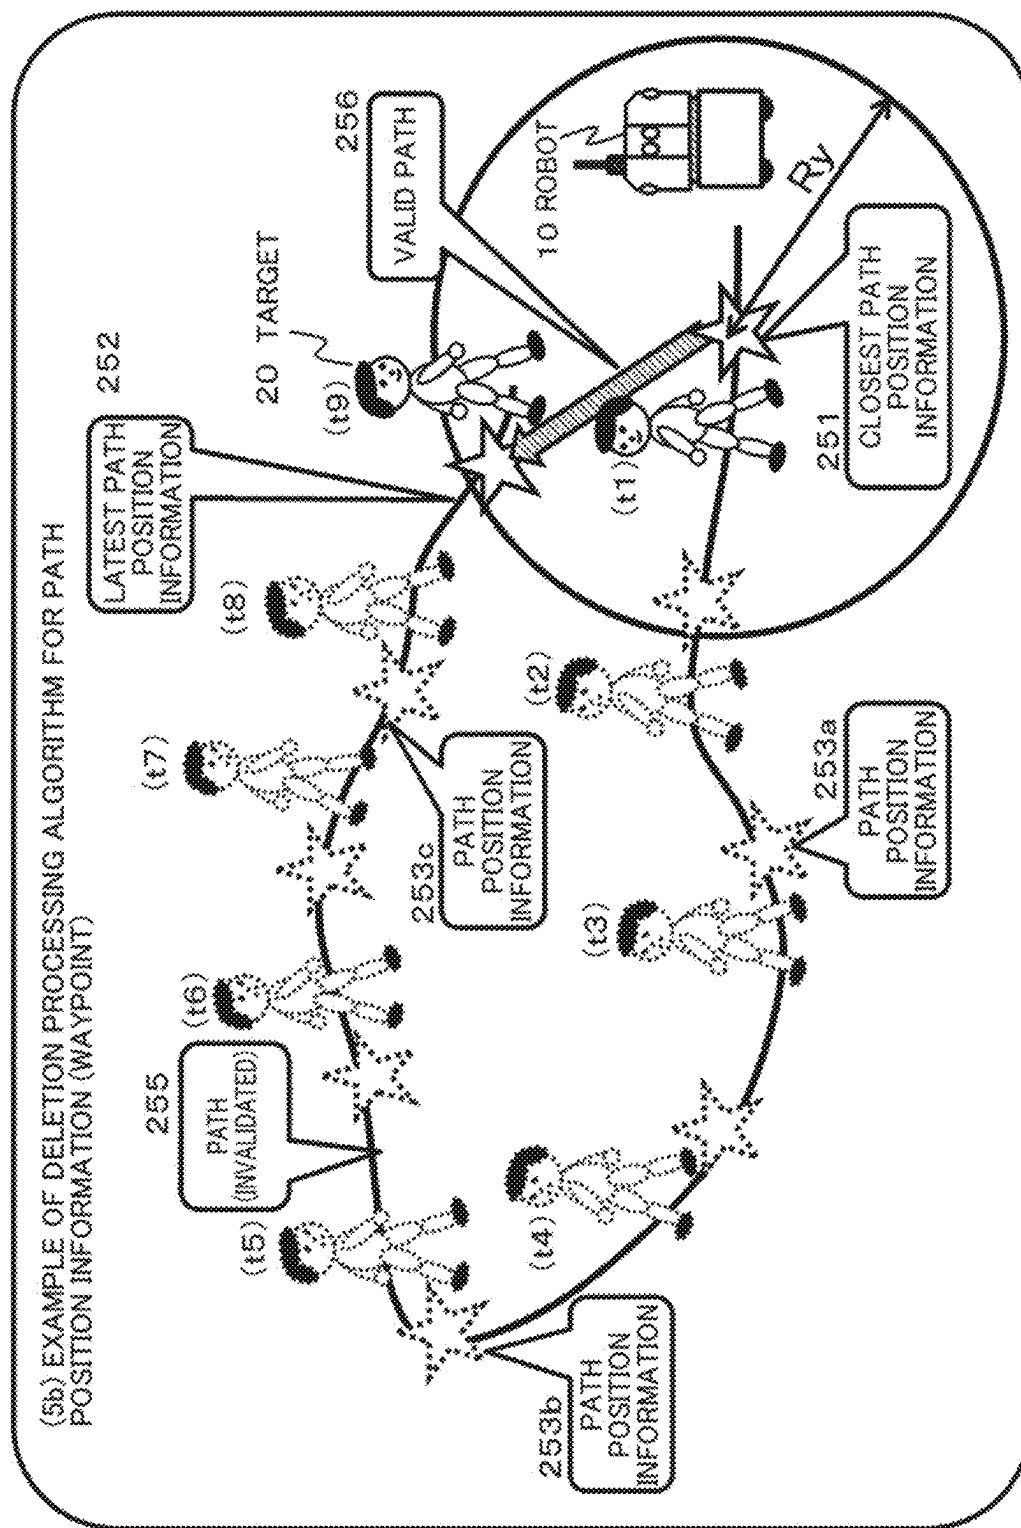 (5b) EXAMPLE OF DELETION PROCESSING ALGORITHM FOR PATH
POSITION INFORMATION (WAYPOINT)
252
LATEST PATH
POSITION
INFORMATION
256
VALID PATH
20 TARGET
(t9)
10 ROBOT
Ry
(t8)
(t7)
(t6)
255
PATH
(INVALIDATED)
(t5)
253c
PATH
POSITION
INFORMATION
(t1)
(t2)
(t3)
(t4)
251
CLOSEST PATH
POSITION
INFORMATION
253a
PATH
POSITION
INFORMATION
253b
PATH
POSITION
INFORMATION